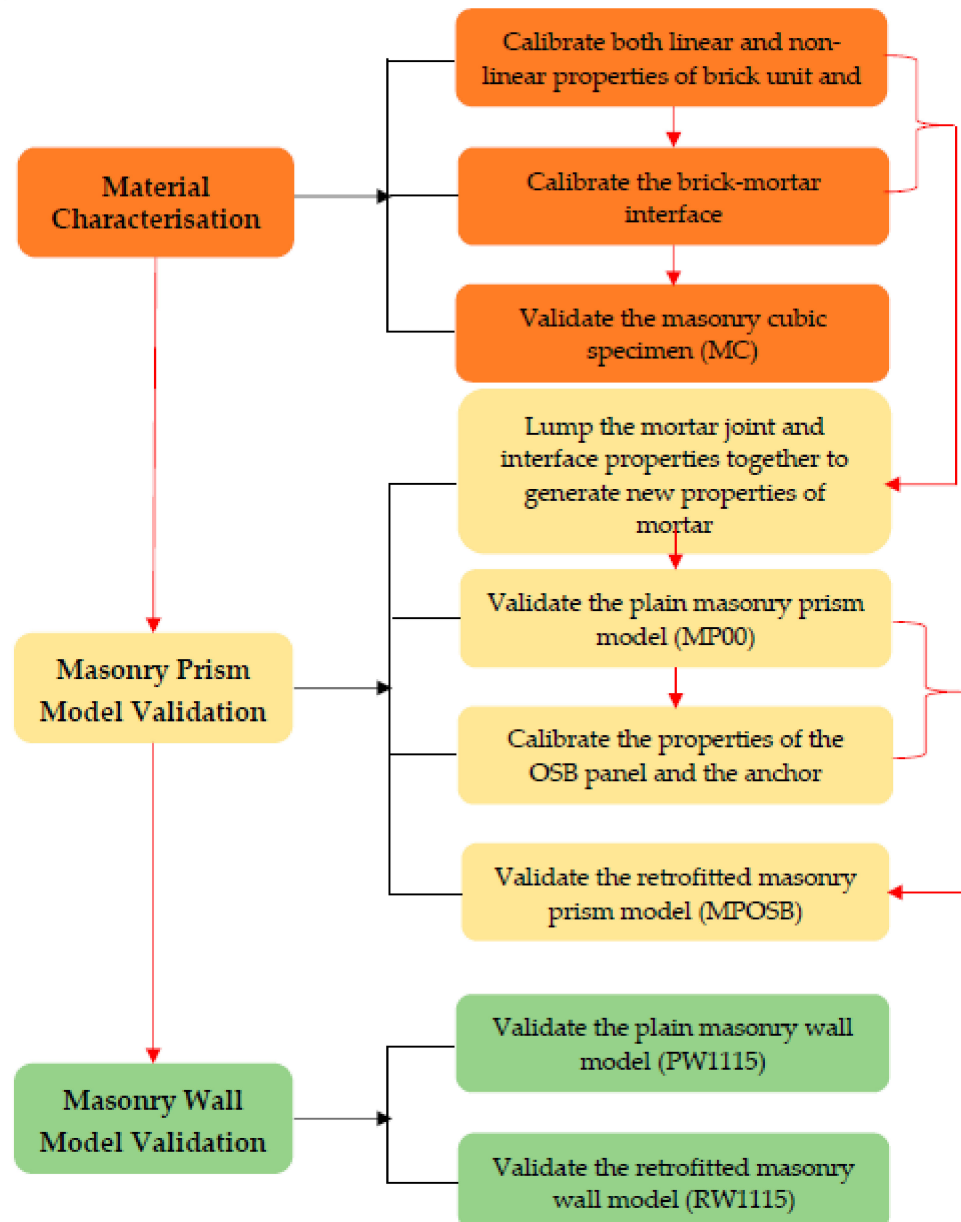 Calibrate both linear and non-
linear properties of brick unit and
Material
Characterisation
Calibrate the brick-mortar
interface
Validate the masonry cubic
specimen (MC)
Lump the mortar joint and
interface properties together to
generate new properties of
mortar
Masonry Prism
Model Validation
Validate the plain masonry prism
model (MP00)
Calibrate the properties of the
OSB panel and the anchor
Validate the retrofitted masonry
prism model (MPOSB)
Masonry Wall
Model Validation
Validate the plain masonry wall
model (PW1115)
Validate the retrofitted masonry
wall model (RW1115)